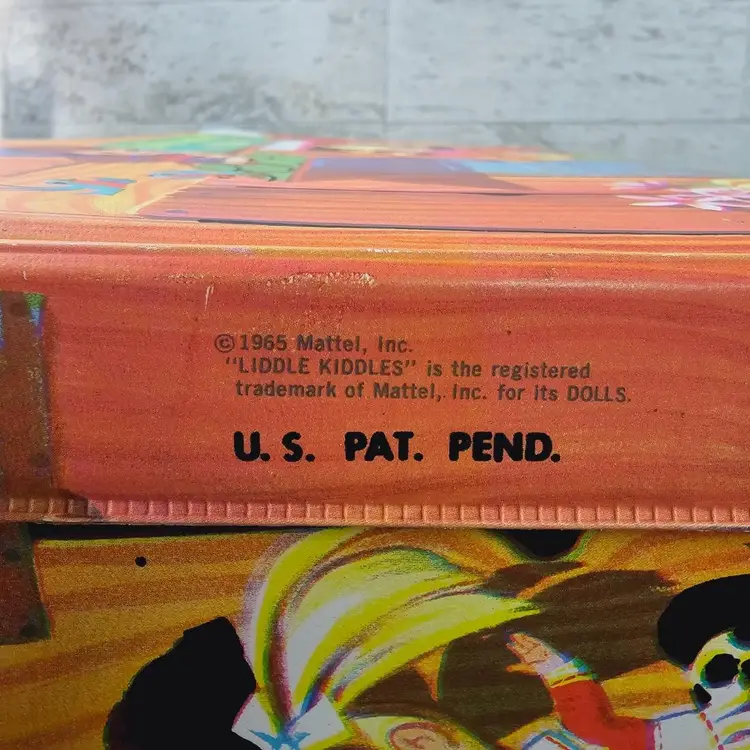 ©1965 Mattel, Inc.
"LIDDLE KIDDLES" is the registered
trademark of Mattel, Inc. for its DOLLS.
U.S. PAT. PEND.